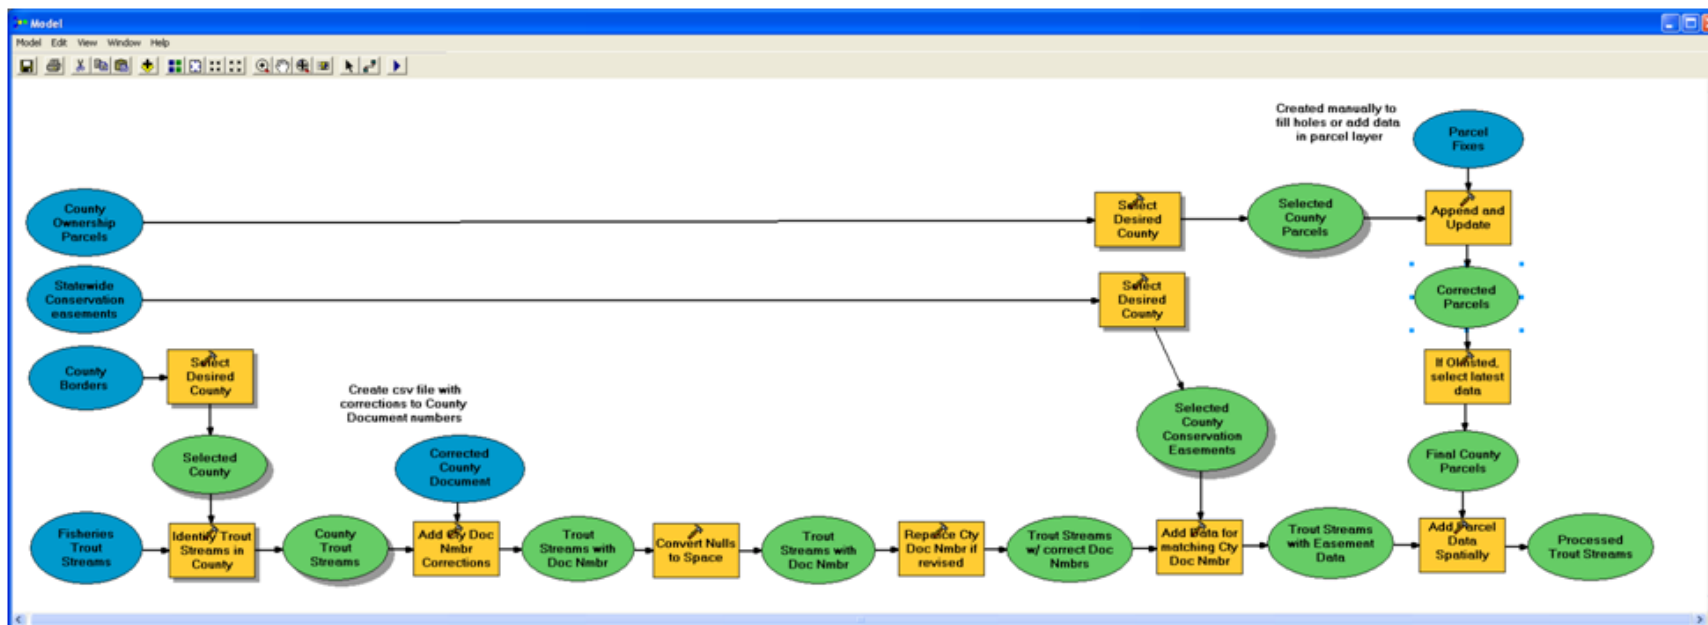 Model
Model Edit View Window Help
Created manually to
fill holes or add data
in parcel layer
Parcel
Fixes
County
Ownership
Parcels
Select
Desired
County
Selected
County
Parcels
Append and
Update
Statewide
Conservation
easements
Select
Desired
County
Corrected
Parcels
County
Borders
Select
Desired
County
If Olmsted,
select latest
data
Create csv file with
corrections to County
Document numbers
Selected
County
Conservation
Easements
Selected
County
Corrected
County
Document
Final County
Parcels
Fisheries
Trout
Streams
Identify Trout
Streams in
County
County
Trout
Streams
Add Cty Doc
Nmbr
Corrections
Trout
Streams with
Doc Nmbr
Convert Nulls
to Space
Trout
Streams with
Doc Nmbr
Replace Cty
Doc Nmbr if
revised
Trout Streams
w/ correct Doc
Nmbrs
Add Data for
matching Cty
Doc Nmbr
Trout Streams
with Easement
Data
Add Parcel
Data
Spatially
Processed
Trout Streams